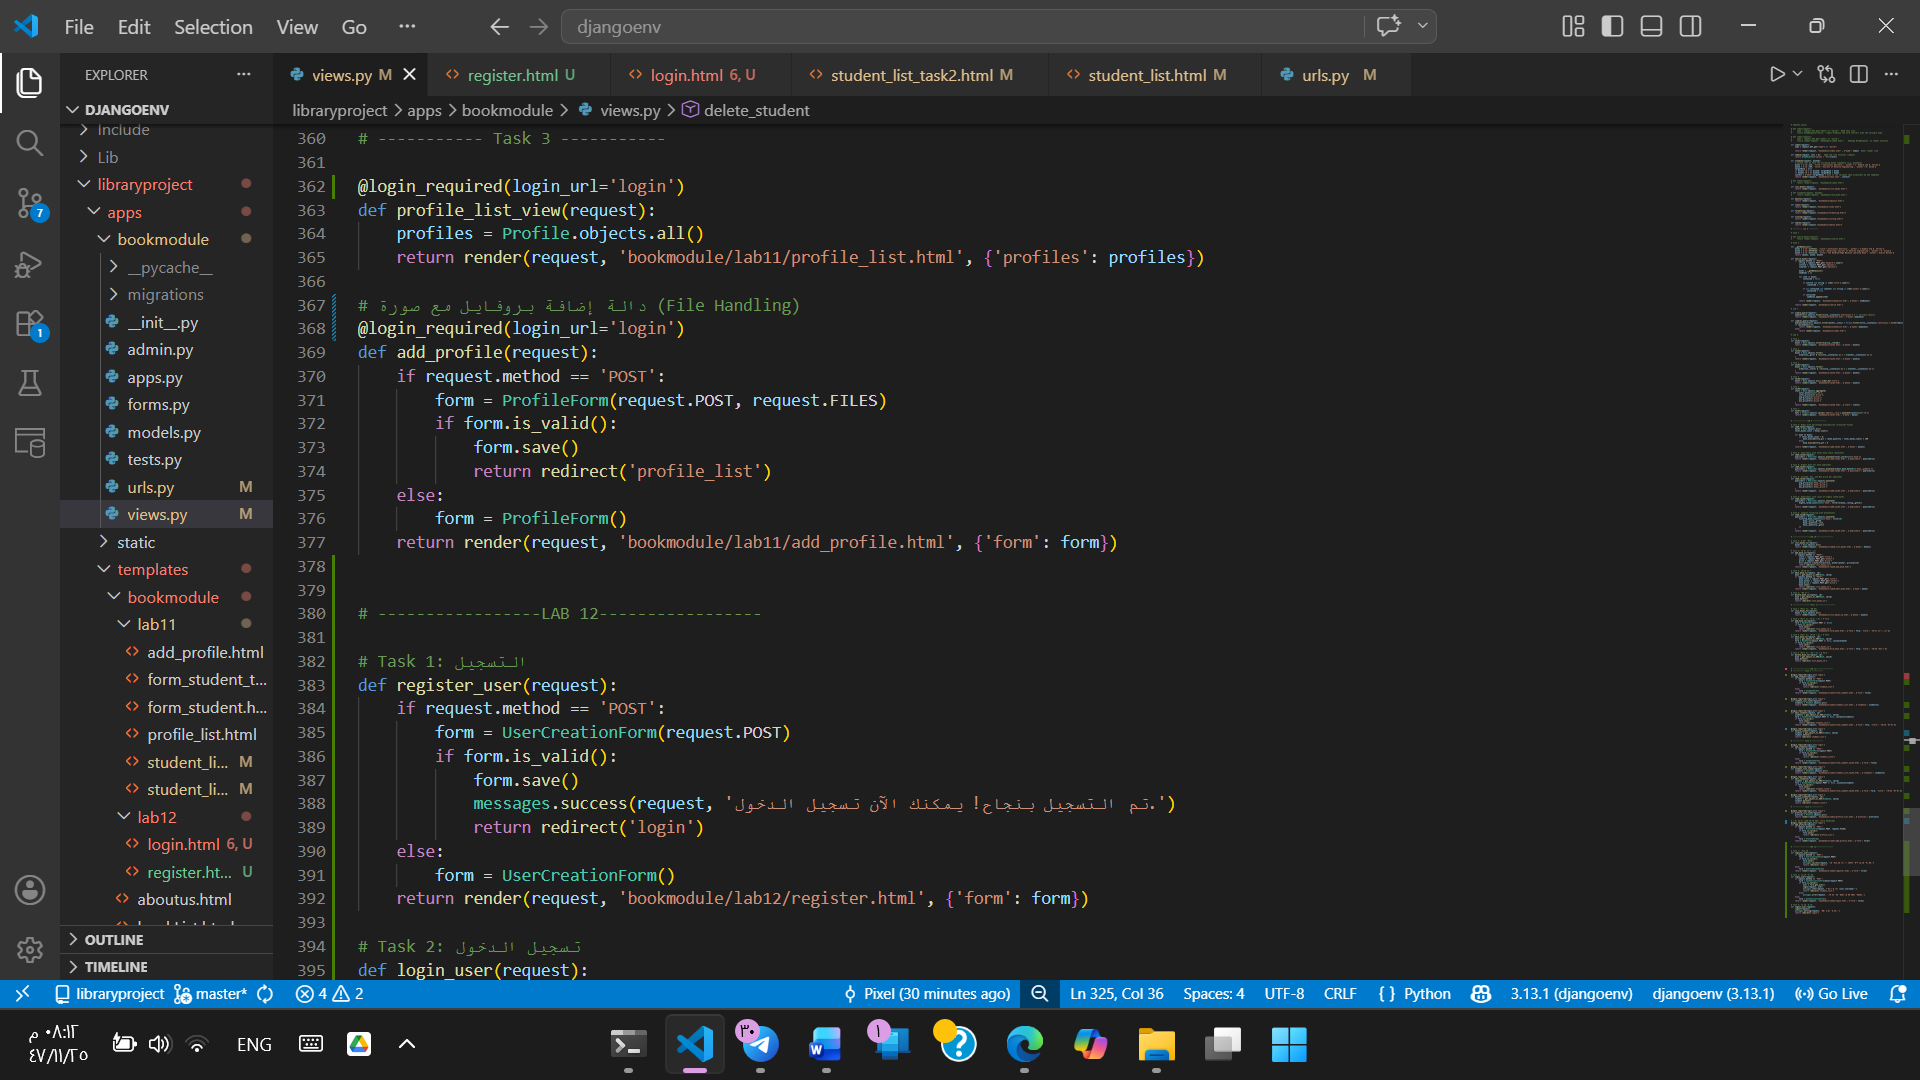 File Edit Selection View Go ···
djangoenv
EXPLORER ···
DJANGOENV
Include
Lib
libraryproject
apps
bookmodule
__pycache__
migrations
__init__.py
admin.py
apps.py
forms.py
models.py
tests.py
urls.py M
views.py M
static
templates
bookmodule
lab11
add_profile.html
form_student_t...
form_student.h...
profile_list.html
student_li... M
student_li... M
lab12
login.html 6, U
register.ht... U
aboutus.html
OUTLINE
TIMELINE
7
1
views.py M
register.html U
login.html 6, U
student_list_task2.html M
student_list.html M
urls.py M
libraryproject > apps > bookmodule > views.py > delete_student
360 # ----------- Task 3 -----------
361
362 @login_required(login_url='login')
363 def profile_list_view(request):
364 profiles = Profile.objects.all()
365 return render(request, 'bookmodule/lab11/profile_list.html', {'profiles': profiles})
366
367 # دالة إضافة بروفايل مع صورة (File Handling)
368 @login_required(login_url='login')
369 def add_profile(request):
370 if request.method == 'POST':
371 form = ProfileForm(request.POST, request.FILES)
372 if form.is_valid():
373 form.save()
374 return redirect('profile_list')
375 else:
376 form = ProfileForm()
377 return render(request, 'bookmodule/lab11/add_profile.html', {'form': form})
378
379
380 # -----------------LAB 12-----------------
381
382 # Task 1: التسجيل
383 def register_user(request):
384 if request.method == 'POST':
385 form = UserCreationForm(request.POST)
386 if form.is_valid():
387 form.save()
388 messages.success(request, 'تم التسجيل بنجاح! يمكنك الآن تسجيل الدخول.')
389 return redirect('login')
390 else:
391 form = UserCreationForm()
392 return render(request, 'bookmodule/lab12/register.html', {'form': form})
393
394 # Task 2: تسجيل الدخول
395 def login_user(request):
libraryproject master* 4 2 Pixel (30 minutes ago) Ln 325, Col 36 Spaces: 4 UTF-8 CRLF { } Python 3.13.1 (djangoenv) djangoenv (3.13.1) Go Live
٠٨:١٢ م
٤٧/١١/٢٥
ENG
٣٠
١